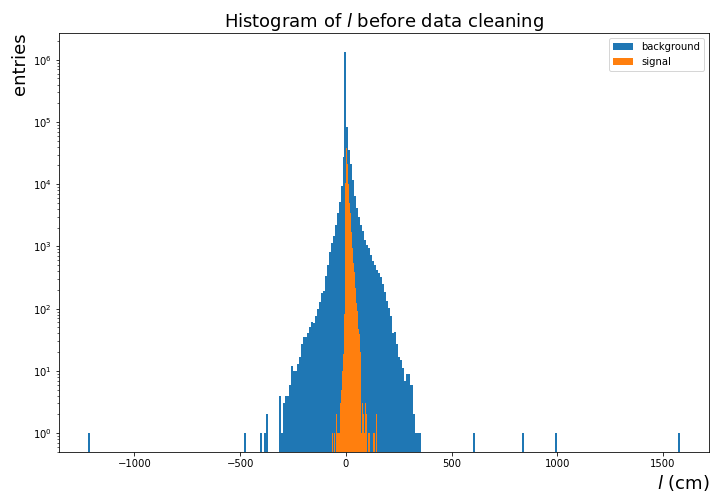 Histogram of l before data cleaning
entries
background
signal
10⁶
10⁵
10⁴
10³
10²
10¹
10⁰
−1000 −500 0 500 1000 1500
l (cm)